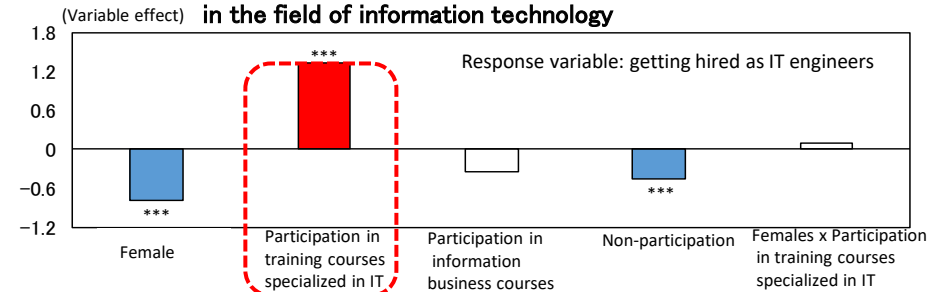 (Variable effect) in the field of information technology
1.8
1.2
0.6
0
−0.6
−1.2
Response variable: getting hired as IT engineers
***
***
***
Female
Participation in
training courses
specialized in IT
Participation in
information
business courses
Non-participation
Females x Participation
in training courses
specialized in IT